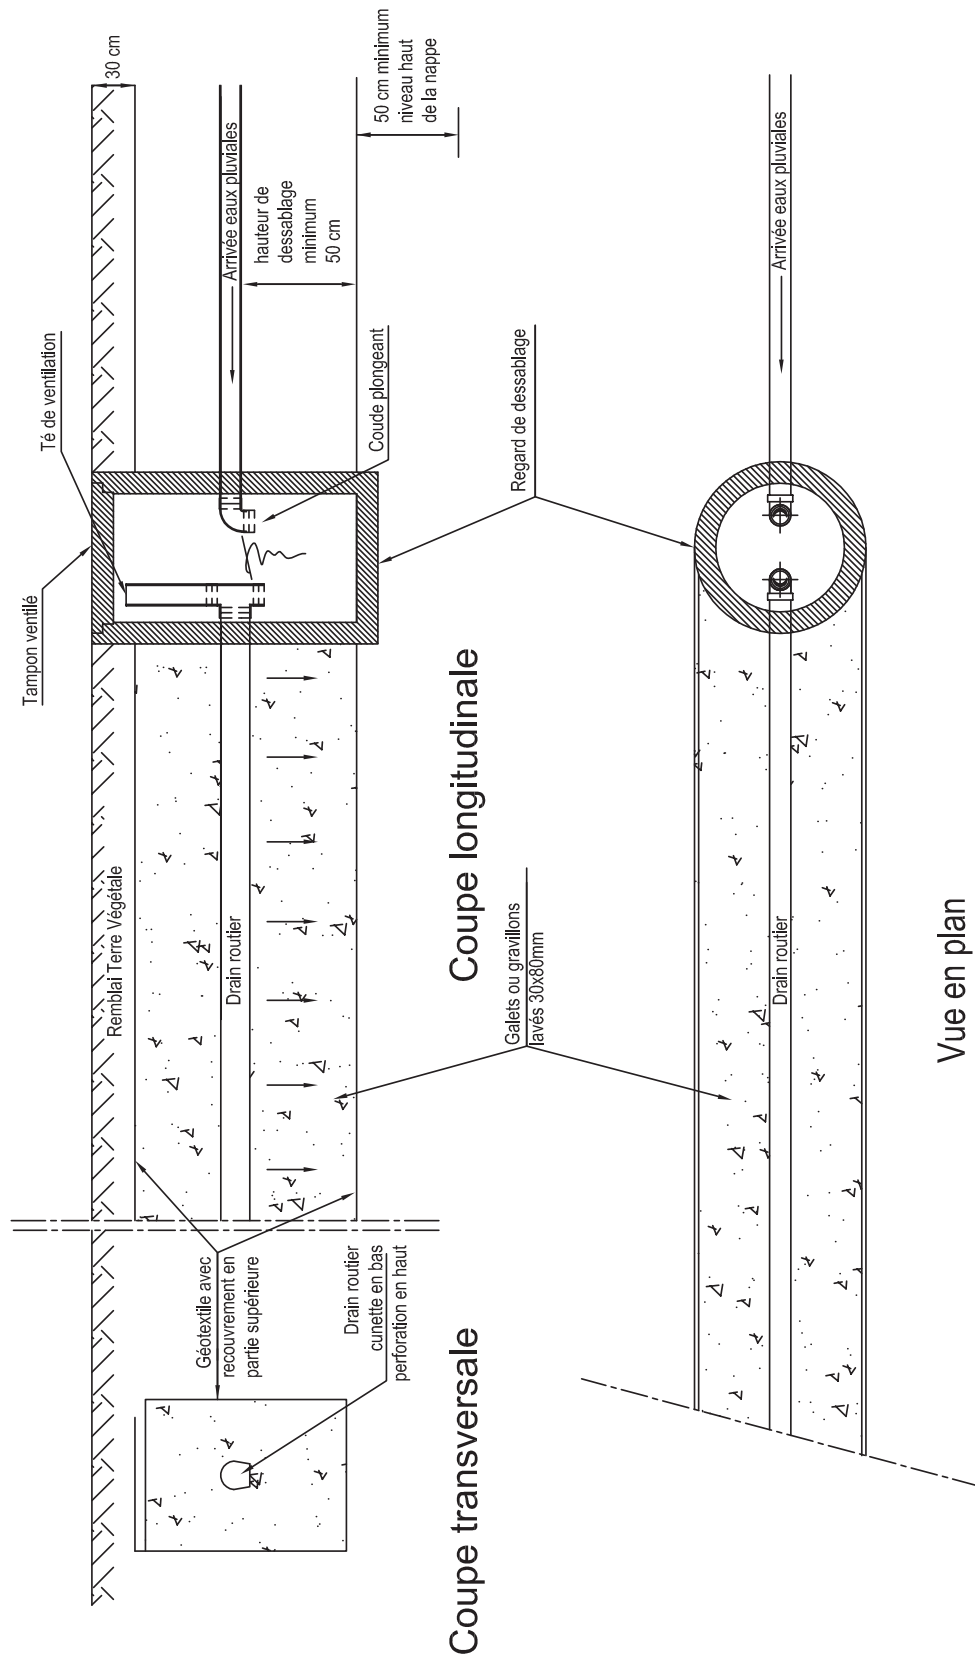 Tampon ventilé
Té de ventilation
30 cm
Remblai Terre Végétale
Géotextile avec
recouvrement en
partie supérieure
Drain routier
Arrivée eaux pluviales
hauteur de
dessablage
minimum
50 cm
50 cm minimum
niveau haut
de la nappe
Drain routier
cunette en bas
perforation en haut
Coude plongeant
Coupe transversale
Coupe longitudinale
Galets ou gravillons
lavés 30x80mm
Regard de dessablage
Drain routier
Arrivée eaux pluviales
Vue en plan